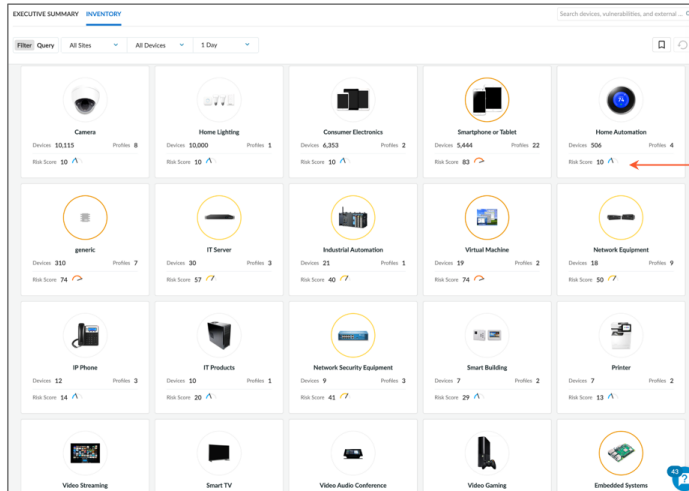 EXECUTIVE SUMMARY INVENTORY
Search devices, vulnerabilities, and external ...
Filter Query All Sites All Devices 1 Day
Camera Home Lighting Consumer Electronics Smartphone or Tablet Home Automation
Devices 10,115 Profiles 8 Devices 10,000 Profiles 1 Devices 6,353 Profiles 2 Devices 5,444 Profiles 22 Devices 506 Profiles 4
Risk Score 10 Risk Score 10 Risk Score 10 Risk Score 83 Risk Score 10
generic IT Server Industrial Automation Virtual Machine Network Equipment
Devices 310 Profiles 7 Devices 30 Profiles 3 Devices 21 Profiles 1 Devices 19 Profiles 2 Devices 18 Profiles 9
Risk Score 74 Risk Score 57 Risk Score 40 Risk Score 74 Risk Score 50
IP Phone IT Products Network Security Equipment Smart Building Printer
Devices 12 Profiles 3 Devices 10 Profiles 1 Devices 9 Profiles 3 Devices 7 Profiles 2 Devices 7 Profiles 2
Risk Score 14 Risk Score 20 Risk Score 41 Risk Score 29 Risk Score 13
Video Streaming Smart TV Video Audio Conference Video Gaming Embedded Systems
43
?